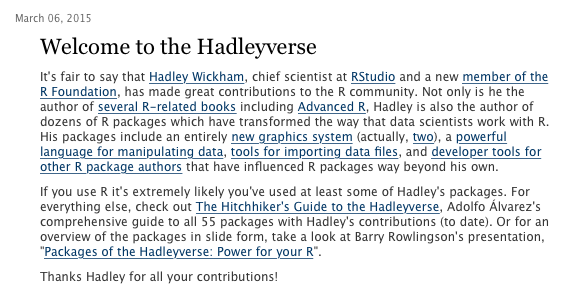 March 06, 2015
Welcome to the Hadleyverse
It's fair to say that Hadley Wickham, chief scientist at RStudio and a new member of the
R Foundation, has made great contributions to the R community. Not only is he the
author of several R-related books including Advanced R, Hadley is also the author of
dozens of R packages which have transformed the way that data scientists work with R.
His packages include an entirely new graphics system (actually, two), a powerful
language for manipulating data, tools for importing data files, and developer tools for
other R package authors that have influenced R packages way beyond his own.
If you use R it's extremely likely you've used at least some of Hadley's packages. For
everything else, check out The Hitchhiker's Guide to the Hadleyverse, Adolfo Álvarez's
comprehensive guide to all 55 packages with Hadley's contributions (to date). Or for an
overview of the packages in slide form, take a look at Barry Rowlingson's presentation,
"Packages of the Hadleyverse: Power for your R".
Thanks Hadley for all your contributions!